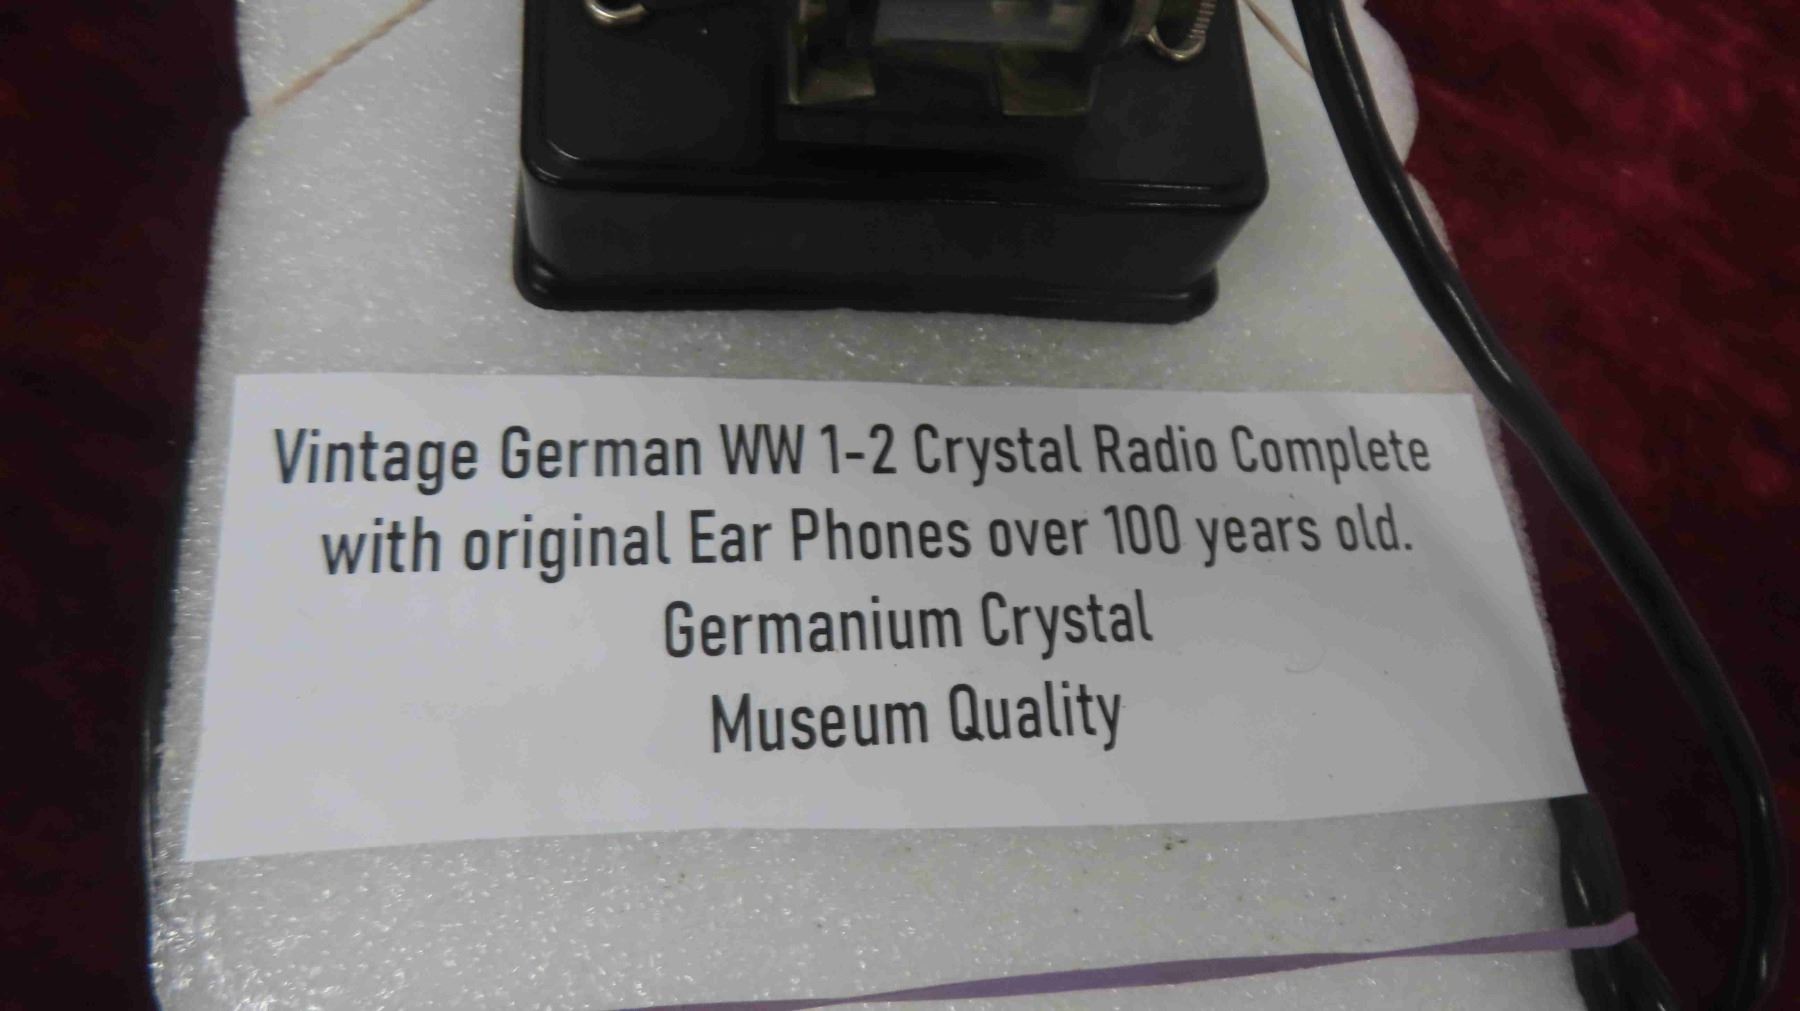 Vintage German WW 1-2 Crystal Radio Complete
with original Ear Phones over 100 years old.
Germanium Crystal
Museum Quality